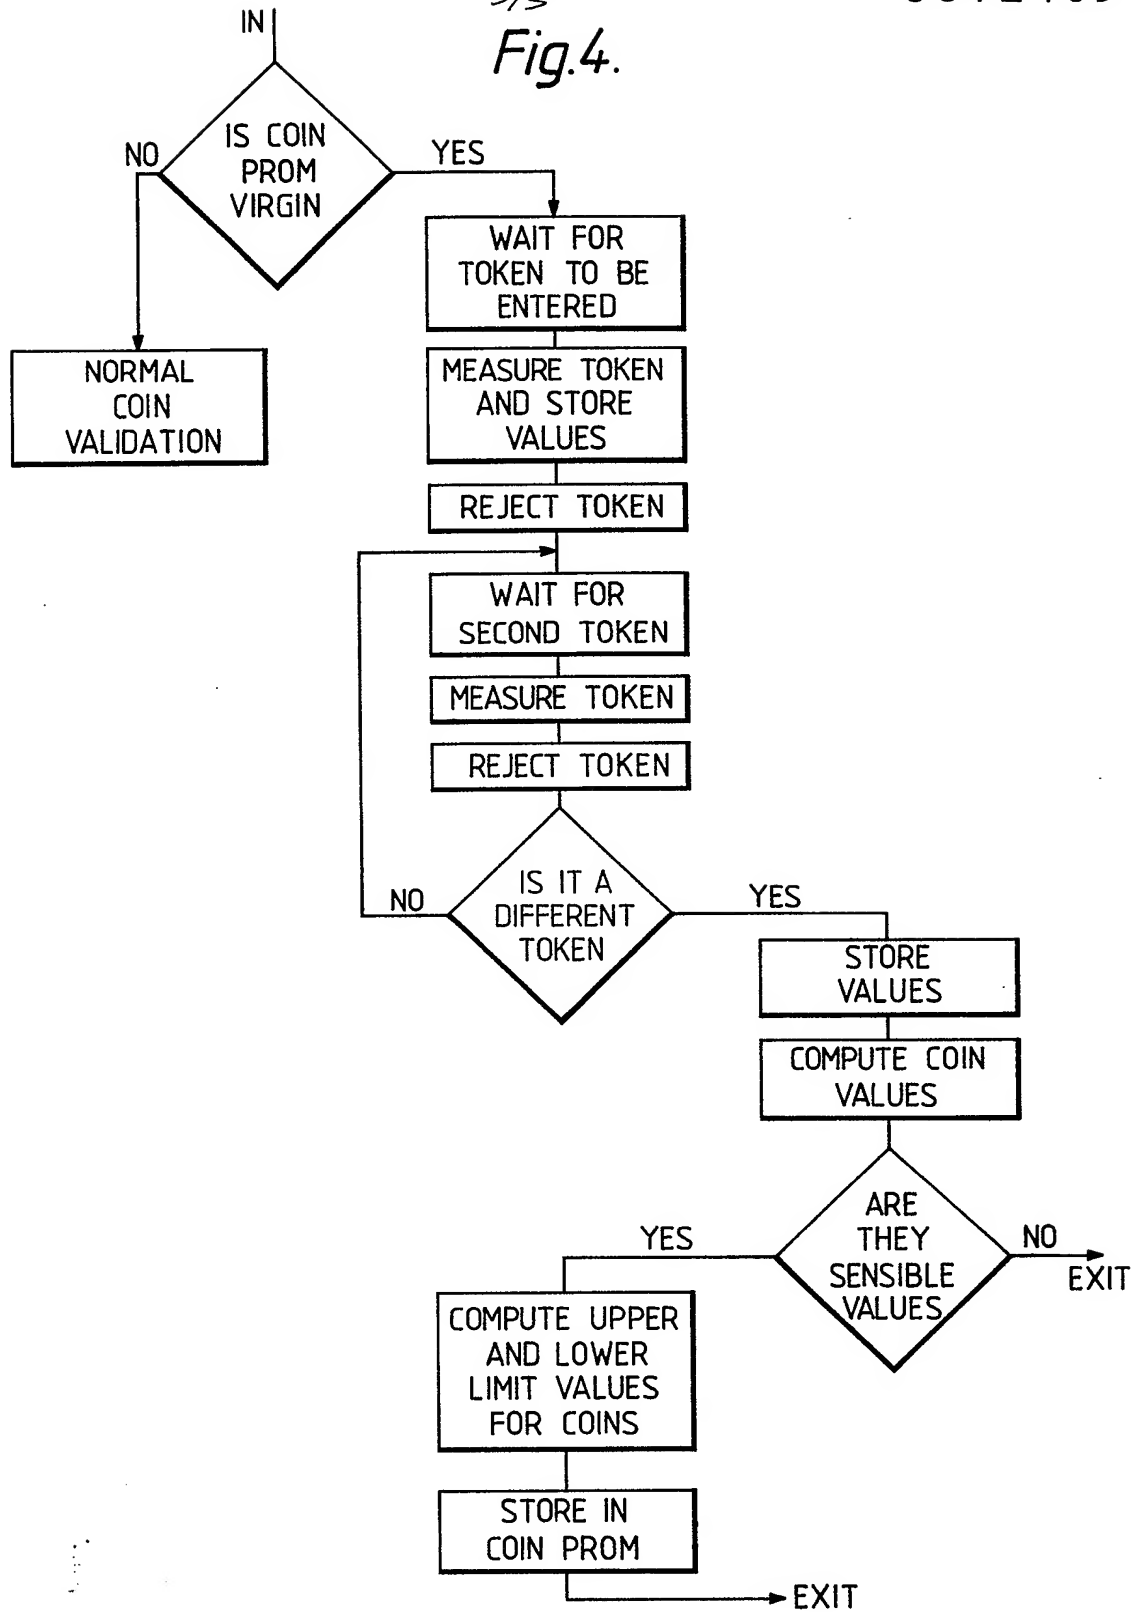 Fig.4.
IN
IS COIN
PROM
VIRGIN
NO
YES
NORMAL
COIN
VALIDATION
WAIT FOR
TOKEN TO BE
ENTERED
MEASURE TOKEN
AND STORE
VALUES
REJECT TOKEN
WAIT FOR
SECOND TOKEN
MEASURE TOKEN
REJECT TOKEN
IS IT A
DIFFERENT
TOKEN
NO
YES
STORE
VALUES
COMPUTE COIN
VALUES
ARE
THEY
SENSIBLE
VALUES
YES
NO
EXIT
COMPUTE UPPER
AND LOWER
LIMIT VALUES
FOR COINS
STORE IN
COIN PROM
EXIT